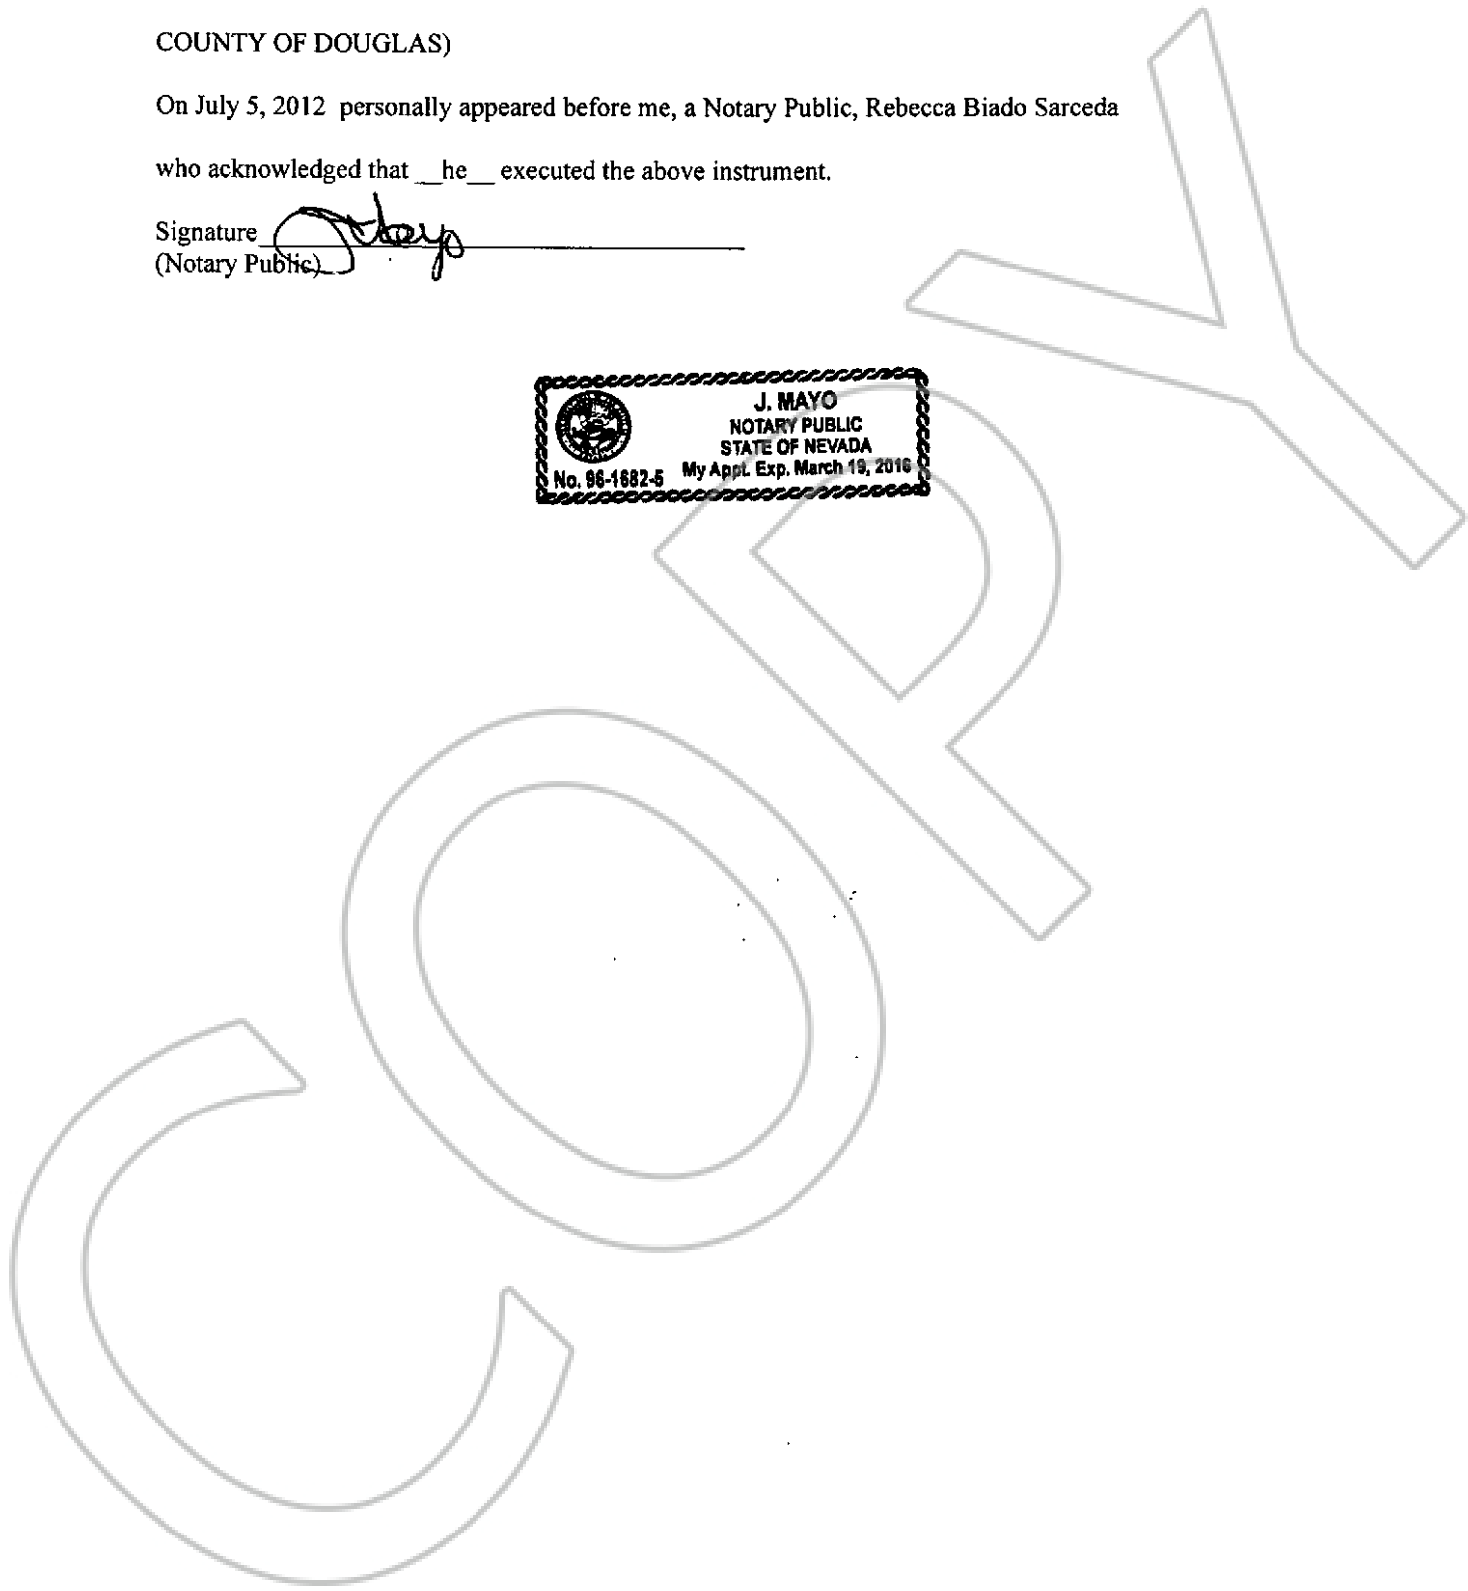 COUNTY OF DOUGLAS)
On July 5, 2012 personally appeared before me, a Notary Public, Rebecca Biado Sarceda
who acknowledged that __he__ executed the above instrument.
Signature
(Notary Public)
J. MAYO
NOTARY PUBLIC
STATE OF NEVADA
No. 96-1682-5 My Appt. Exp. March 19, 2016
COPY